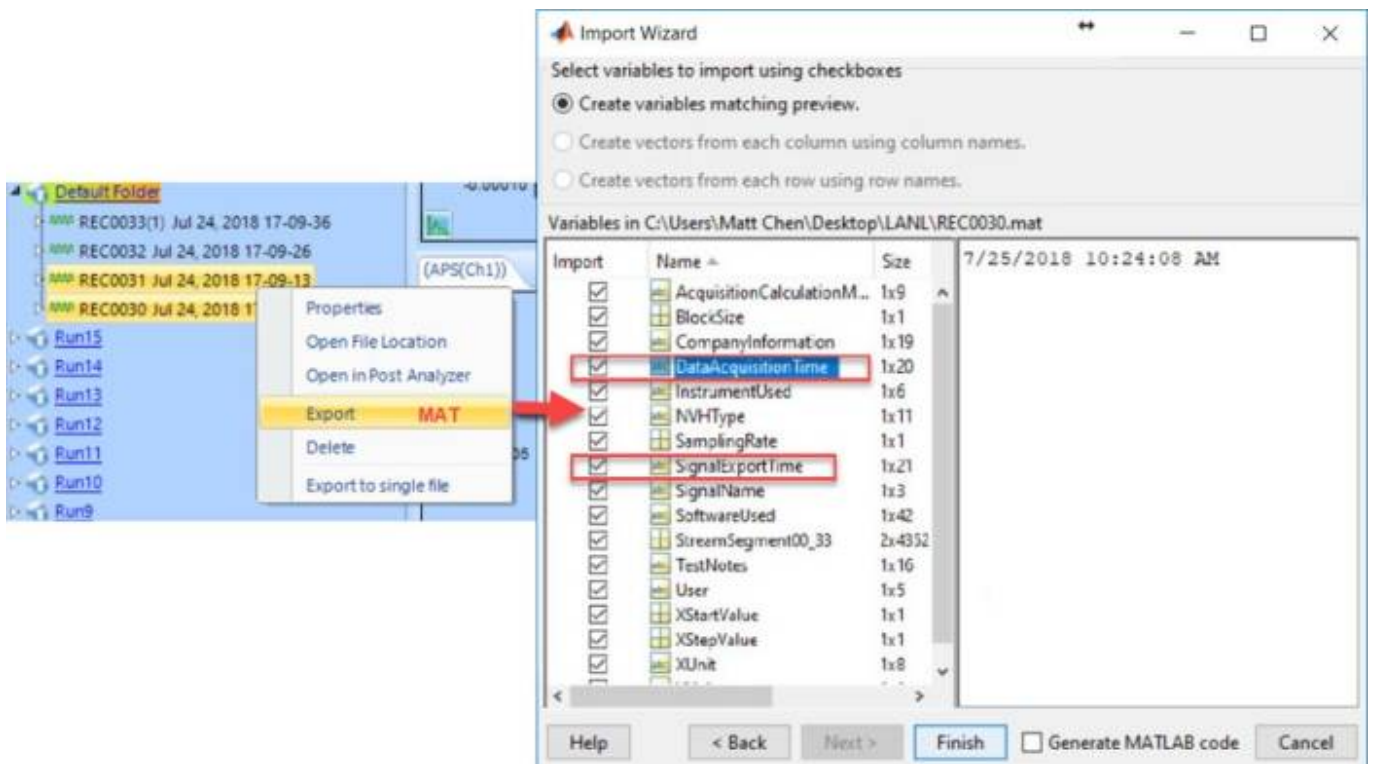 Default Folder
REC0033(1) Jul 24, 2018 17-09-36
REC0032 Jul 24, 2018 17-09-26
REC0031 Jul 24, 2018 17-09-13
REC0030 Jul 24, 2018 1
Run15
Run14
Run13
Run12
Run11
Run10
Run9
-0.00010
(APS(Ch1))
Properties
Open File Location
Open in Post Analyzer
Export MAT
Delete
Export to single file
Import Wizard
Select variables to import using checkboxes
Create variables matching preview.
Create vectors from each column using column names.
Create vectors from each row using row names.
Variables in C:\Users\Matt Chen\Desktop\LANL\REC0030.mat
Import Name Size
AcquisitionCalculationM... 1x9
BlockSize 1x1
CompanyInformation 1x19
DataAcquisitionTime 1x20
InstrumentUsed 1x6
NVHType 1x11
SamplingRate 1x1
SignalExportTime 1x21
SignalName 1x3
SoftwareUsed 1x42
StreamSegment00_33 2x4352
TestNotes 1x16
User 1x5
XStartValue 1x1
XStepValue 1x1
XUnit 1x8
7/25/2018 10:24:08 AM
Help < Back Next > Finish Generate MATLAB code Cancel